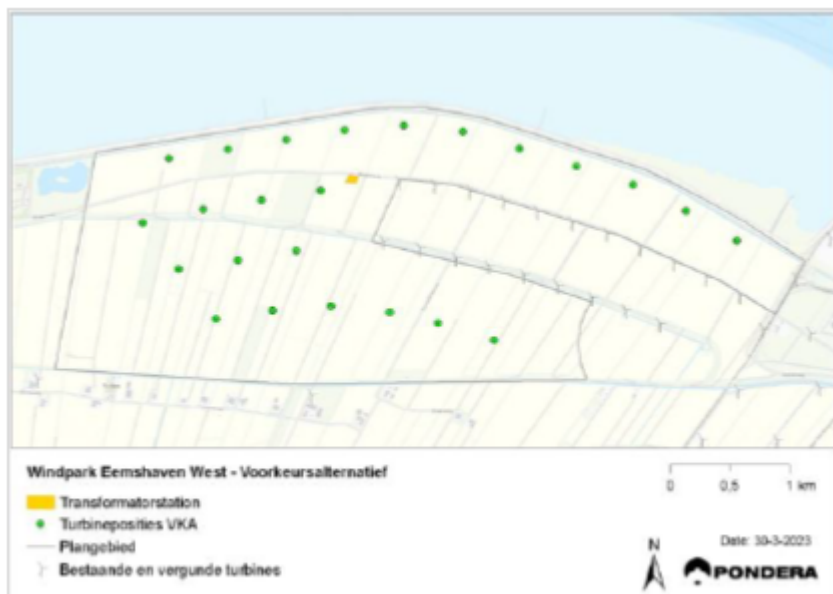 Windpark Eemshaven West - Voorkeursalternatief
Transformatorstation
Turbineposities VKA
Plangebied
Bestaande en vergunde turbines
0 0,5 1 km
N
Date: 30-3-2023
PONDERA